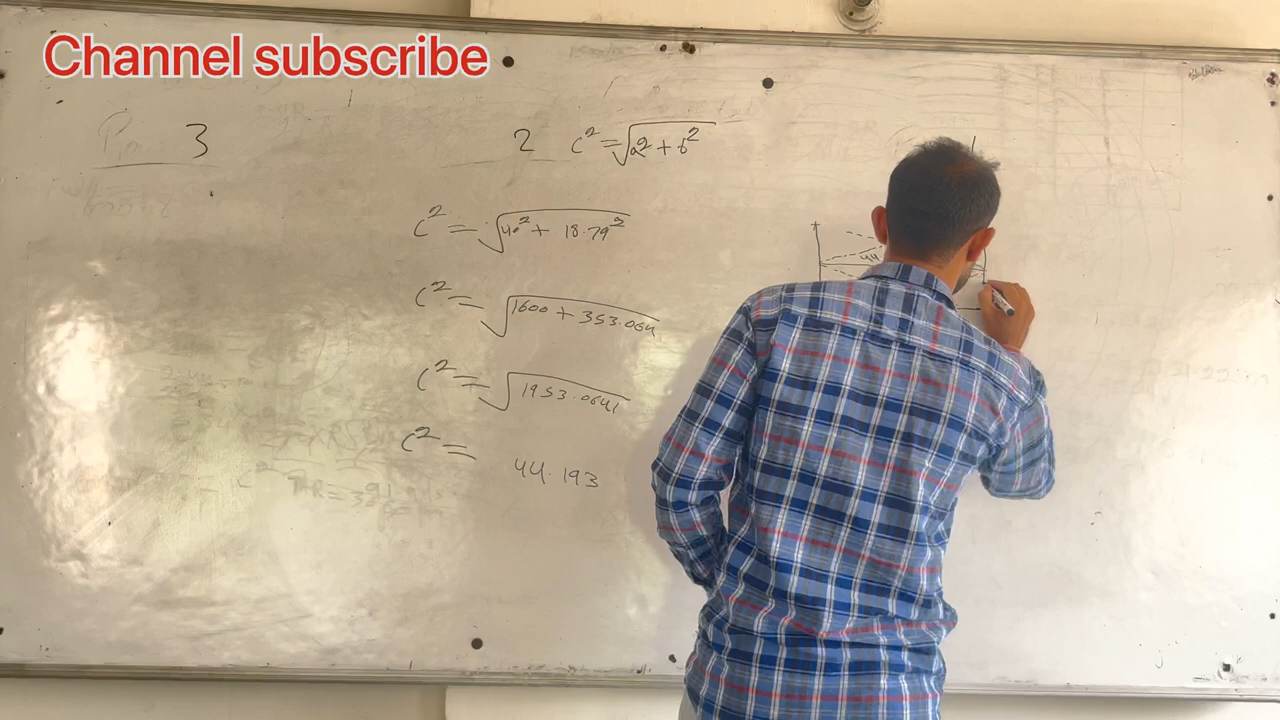 Channel subscribe
3
2 c² = √a² + b²
c² = √40² + 18.79²
44
c² = √1600 + 353.064
c² = √1953.0641
c² =
44.193